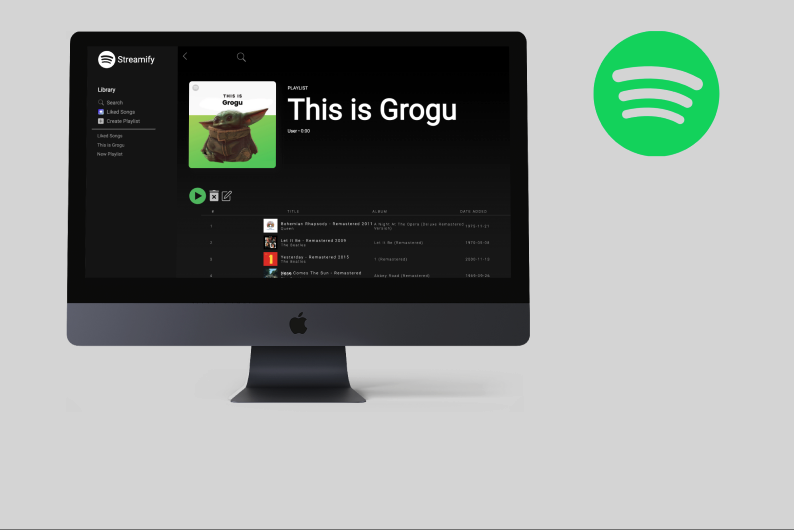 Streamify
Library
Search
Liked Songs
Create Playlist
Liked Songs
This is Grogu
New Playlist
THIS IS
Grogu
PLAYLIST
This is Grogu
User • 0:00
# TITLE ALBUM DATE ADDED
1 Bohemian Rhapsody - Remastered 2011 A Night At The Opera (Deluxe Remastered Version) 1975-11-21
Queen
2 Let It Be - Remastered 2009 Let It Be (Remastered) 1970-05-08
The Beatles
3 Yesterday - Remastered 2015 1 (Remastered) 2000-11-13
The Beatles
4 Here Comes The Sun - Remastered Abbey Road (Remastered) 1969-09-26